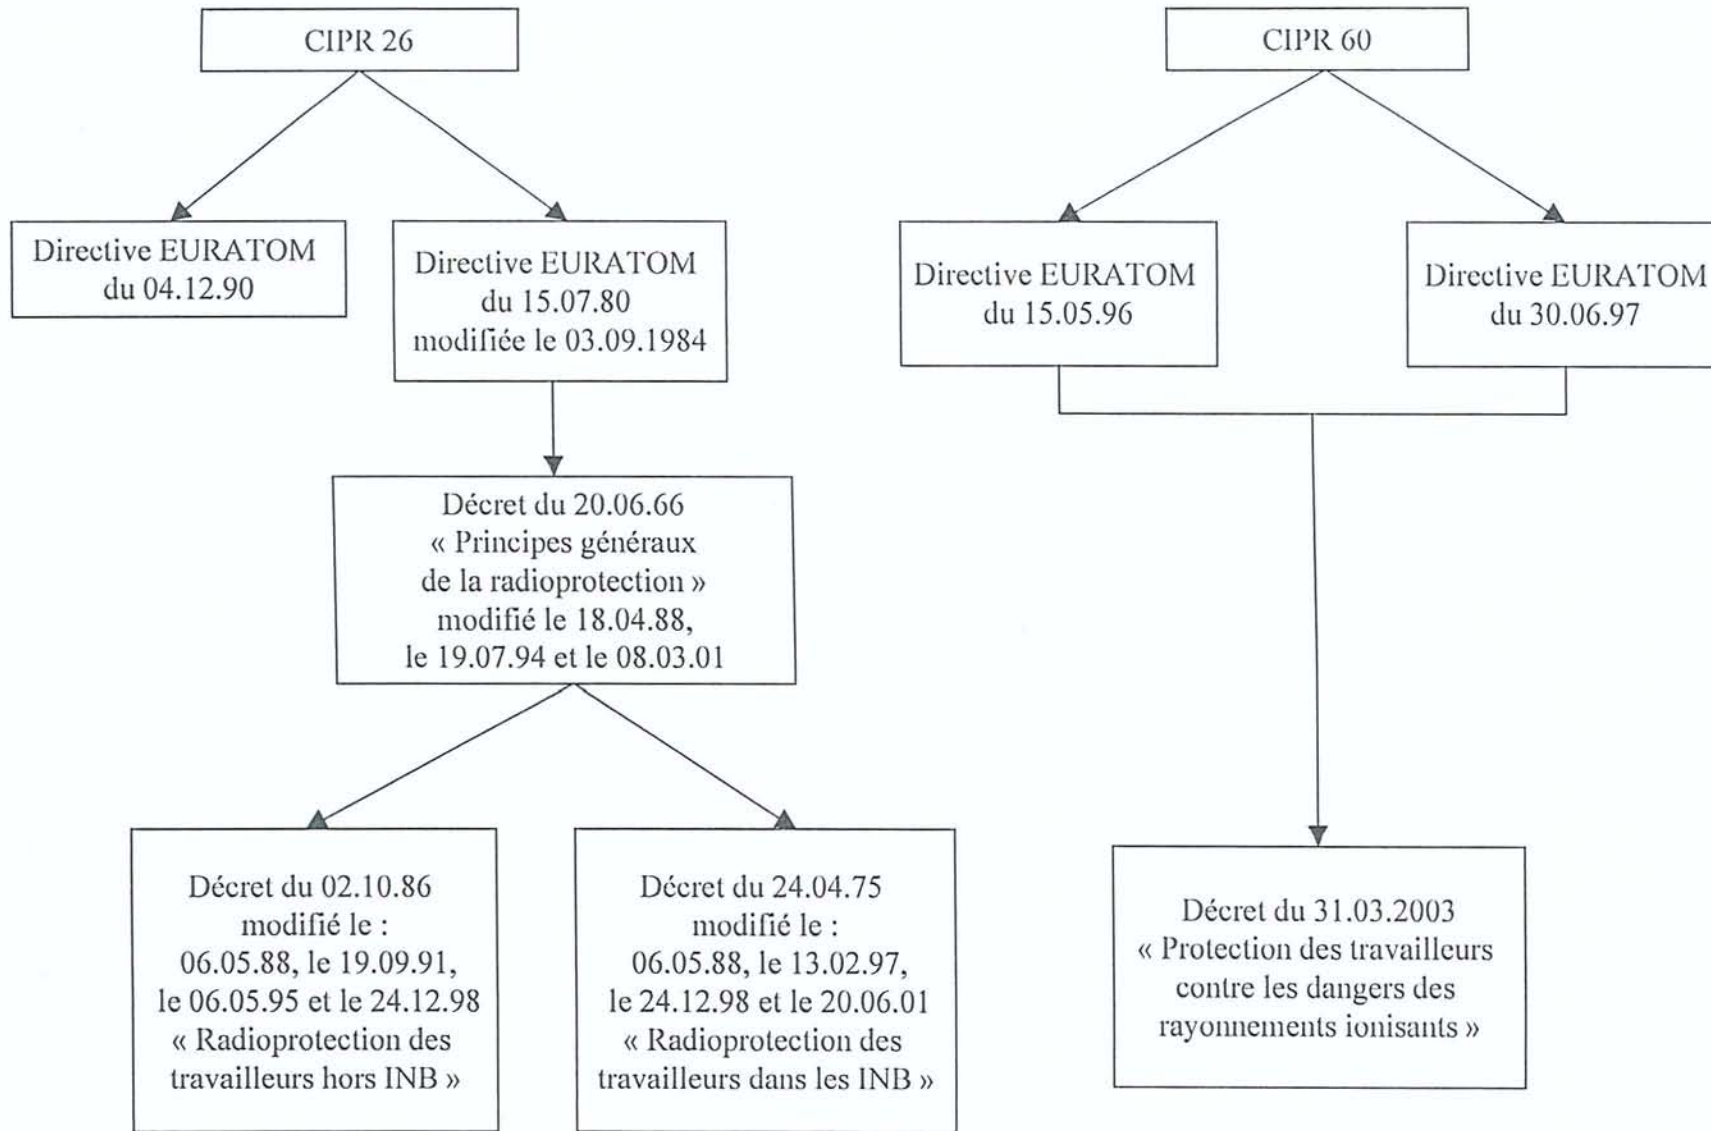 CIPR 26
CIPR 60
Directive EURATOM
du 04.12.90
Directive EURATOM
du 15.07.80
modifiée le 03.09.1984
Directive EURATOM
du 15.05.96
Directive EURATOM
du 30.06.97
Décret du 20.06.66
« Principes généraux
de la radioprotection »
modifié le 18.04.88,
le 19.07.94 et le 08.03.01
Décret du 02.10.86
modifié le :
06.05.88, le 19.09.91,
le 06.05.95 et le 24.12.98
« Radioprotection des
travailleurs hors INB »
Décret du 24.04.75
modifié le :
06.05.88, le 13.02.97,
le 24.12.98 et le 20.06.01
« Radioprotection des
travailleurs dans les INB »
Décret du 31.03.2003
« Protection des travailleurs
contre les dangers des
rayonnements ionisants »